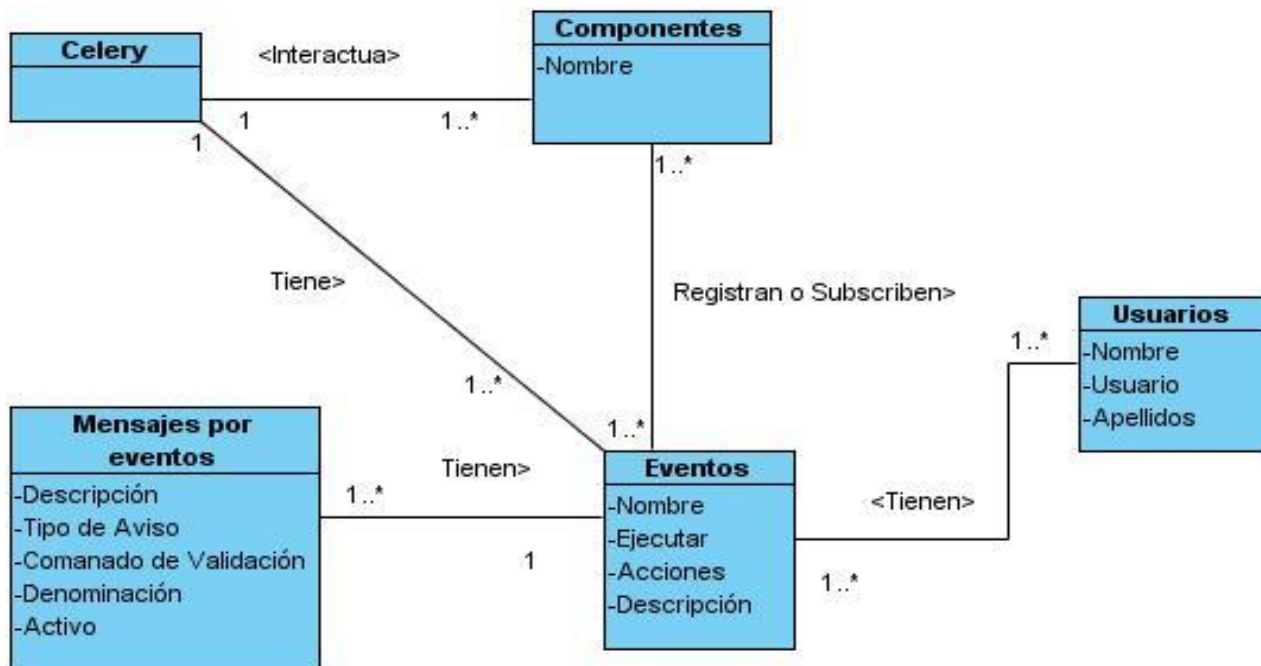 Celery
<Interactua>
Componentes
-Nombre
1
1..*
1
1..*
Tiene>
Registran o Subscriben>
Usuarios
-Nombre
-Usuario
-Apellidos
1..*
1..*
1..*
Mensajes por
eventos
-Descripción
-Tipo de Aviso
-Comanado de Validación
-Denominación
-Activo
Tienen>
1..*
1
Eventos
-Nombre
-Ejecutar
-Acciones
-Descripción
<Tienen>
1..*